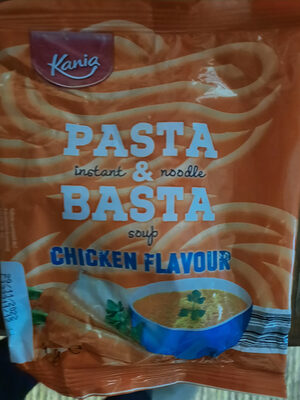 Kania
PASTA
instant & noodle
BASTA
soup
CHICKEN FLAVOUR